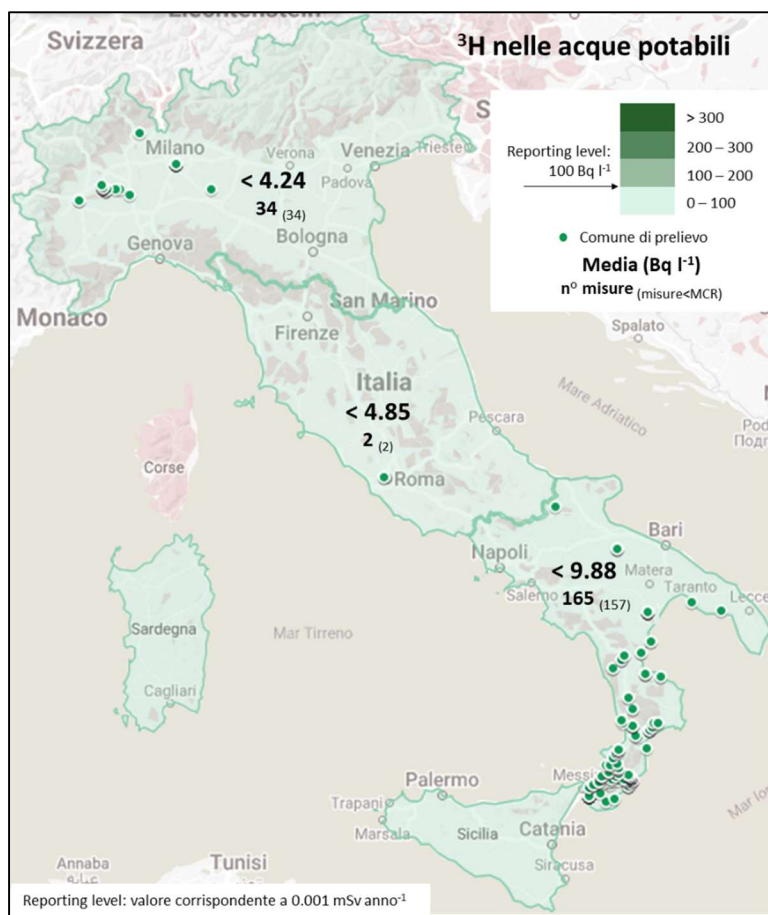 Liechtenstein
Svizzera
³H nelle acque potabili
> 300
200 – 300
Reporting level:
100 Bq l⁻¹
100 – 200
0 – 100
Comune di prelievo
Media (Bq l⁻¹)
n° misure (misure<MCR)
Milano
Verona
Venezia
Trieste
Padova
< 4.24
34 (34)
Genova
Bologna
Monaco
San Marino
Firenze
Spalato
Italia
Mare Adriatico
< 4.85
2 (2)
Pescara
Corse
Roma
Bari
Napoli
< 9.88
Matera
Salerno
165 (157)
Taranto
Lecce
Sardegna
Mar Tirreno
Cagliari
Messi
Palermo
Mar Io
Trapani
Marsala
Sicilia
Catania
Siracusa
Annaba
عنابة
Tunisi
Reporting level: valore corrispondente a 0.001 mSv anno⁻¹